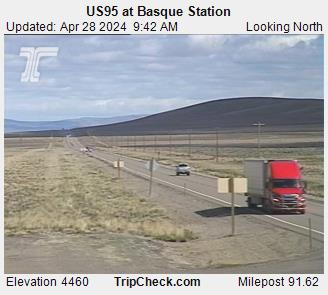 US95 at Basque Station
Updated: Apr 28 2024 9:42 AM Looking North
Elevation 4460 TripCheck.com Milepost 91.62